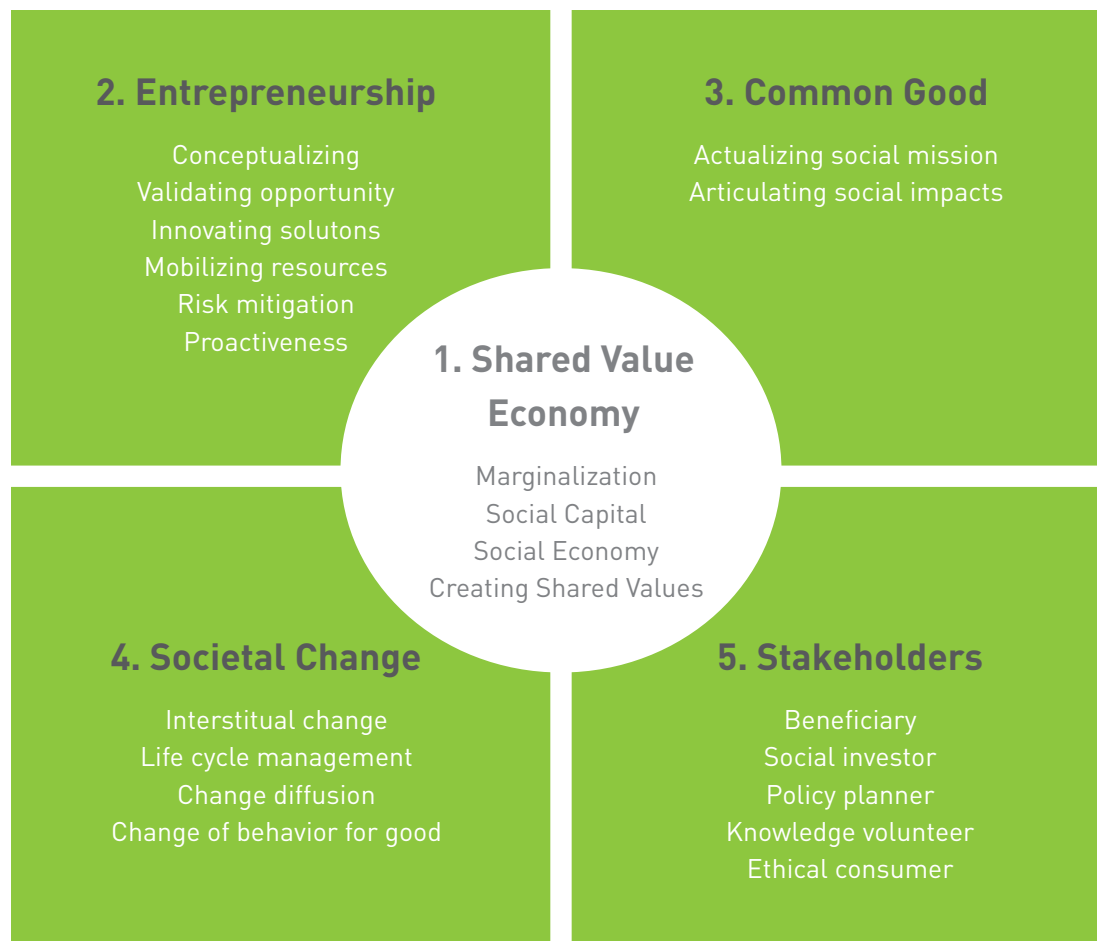 2. Entrepreneurship
Conceptualizing
Validating opportunity
Innovating solutons
Mobilizing resources
Risk mitigation
Proactiveness
3. Common Good
Actualizing social mission
Articulating social impacts
1. Shared Value
Economy
Marginalization
Social Capital
Social Economy
Creating Shared Values
4. Societal Change
Interstitual change
Life cycle management
Change diffusion
Change of behavior for good
5. Stakeholders
Beneficiary
Social investor
Policy planner
Knowledge volunteer
Ethical consumer